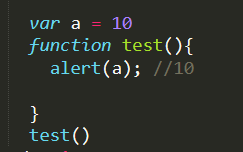 var a = 10
function test(){
  alert(a); //10
}
test()